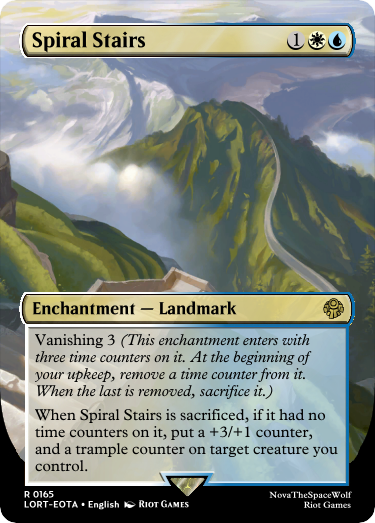 Spiral Stairs 1
Enchantment — Landmark
Vanishing 3 (This enchantment enters with
three time counters on it. At the beginning of
your upkeep, remove a time counter from it.
When the last is removed, sacrifice it.)
When Spiral Stairs is sacrificed, if it had no
time counters on it, put a +3/+1 counter,
and a trample counter on target creature you
control.
R 0165
LORT-EOTA • English Riot Games
NovaTheSpaceWolf
Riot Games